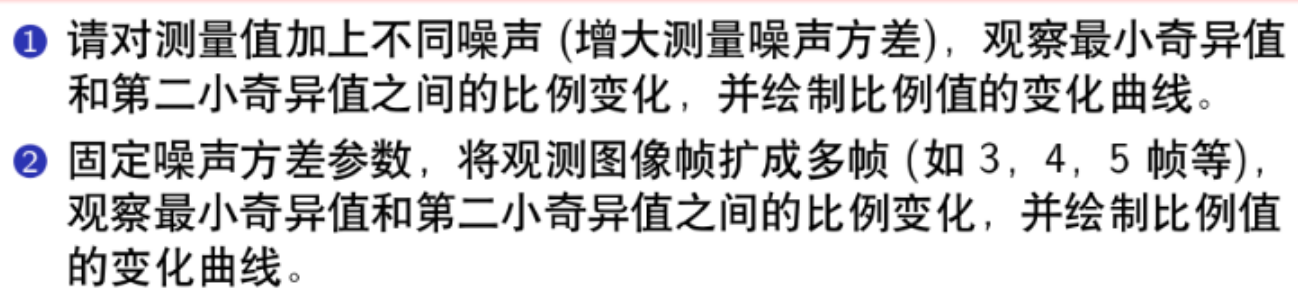 1 请对测量值加上不同噪声 (增大测量噪声方差)，观察最小奇异值
和第二小奇异值之间的比例变化，并绘制比例值的变化曲线。
2 固定噪声方差参数，将观测图像帧扩成多帧 (如 3，4，5 帧等)，
观察最小奇异值和第二小奇异值之间的比例变化，并绘制比例值
的变化曲线。